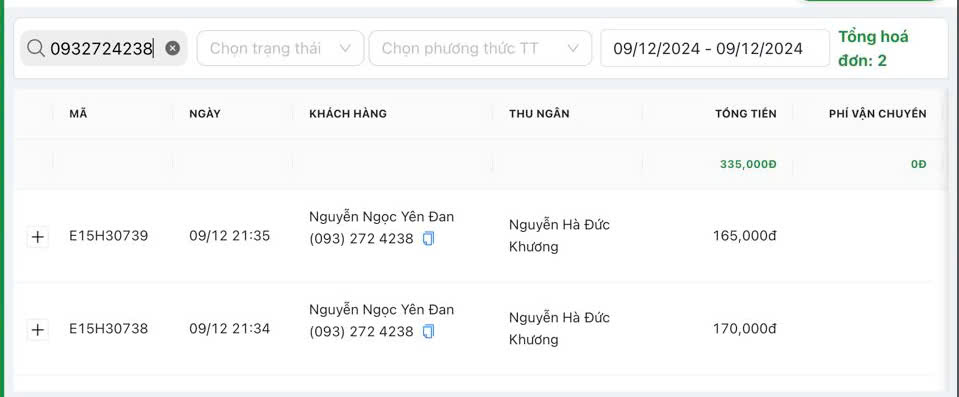 0932724238 Chọn trạng thái Chọn phương thức TT 09/12/2024 - 09/12/2024 Tổng hoá
đơn: 2
MÃ NGÀY KHÁCH HÀNG THU NGÂN TỔNG TIỀN PHÍ VẬN CHUYỂN
335,000Đ 0Đ
Nguyễn Ngọc Yên Đan
E15H30739 09/12 21:35 (093) 272 4238 Nguyễn Hà Đức 165,000đ
Khương
Nguyễn Ngọc Yên Đan
E15H30738 09/12 21:34 (093) 272 4238 Nguyễn Hà Đức 170,000đ
Khương